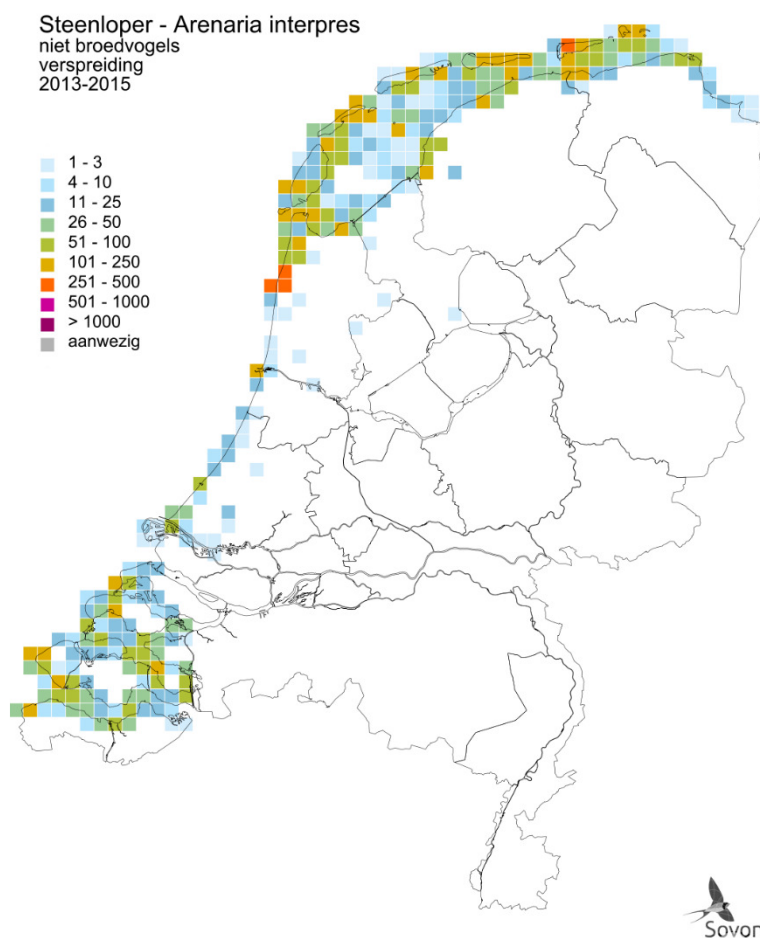 Steenloper - Arenaria interpres
niet broedvogels
verspreiding
2013-2015
1 - 3
4 - 10
11 - 25
26 - 50
51 - 100
101 - 250
251 - 500
501 - 1000
> 1000
aanwezig
Sovon